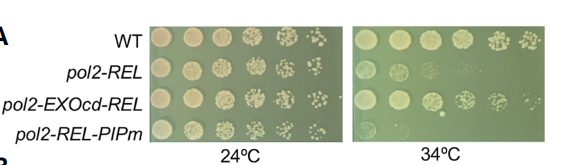 A
WT
pol2-REL
pol2-EXOcd-REL
pol2-REL-PIPm
24ºC
34ºC